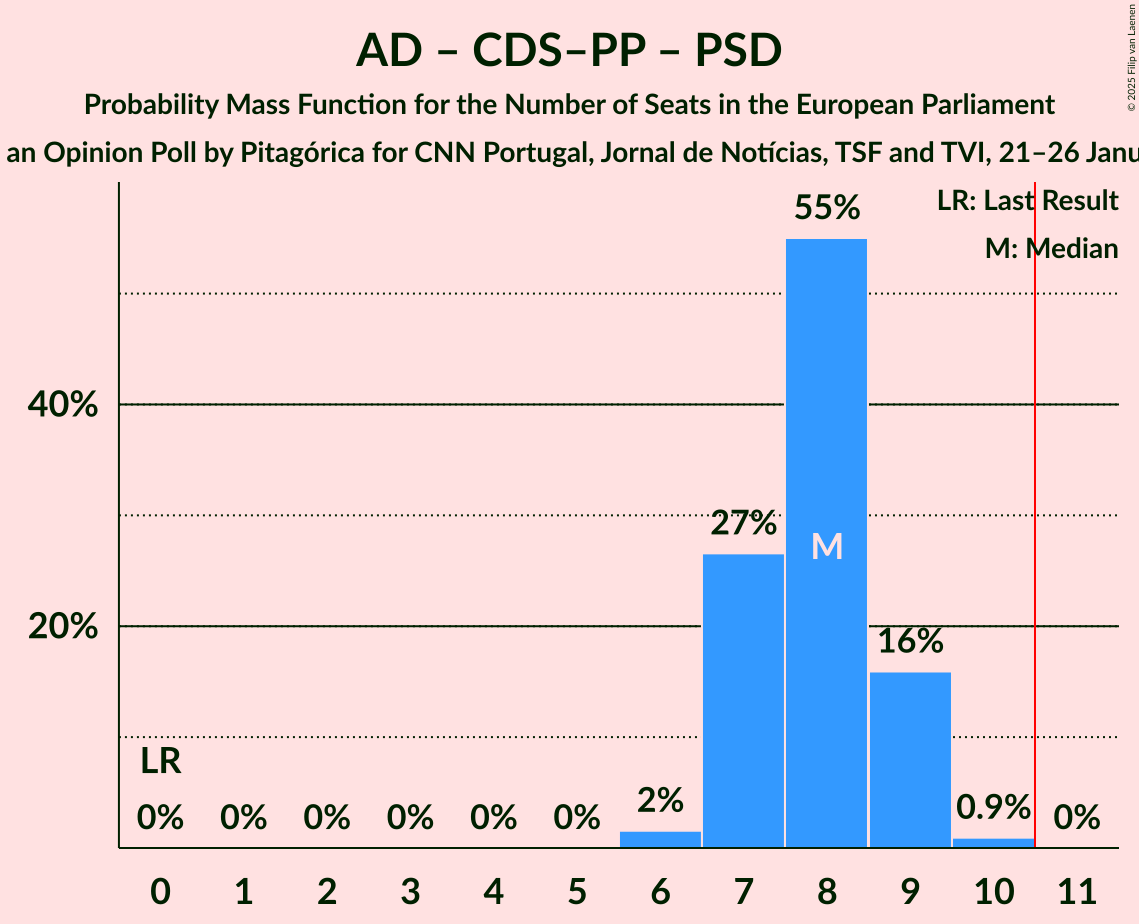 AD – CDS–PP – PSD
Probability Mass Function for the Number of Seats in the European Parliament
an Opinion Poll by Pitagórica for CNN Portugal, Jornal de Notícias, TSF and TVI, 21–26 Janu
© 2025 Filip van Laenen
LR: Last Result
M: Median
55%
40%
27%
M
20%
16%
LR
0% 0% 0% 0% 0% 0% 2% 0.9% 0%
0 1 2 3 4 5 6 7 8 9 10 11